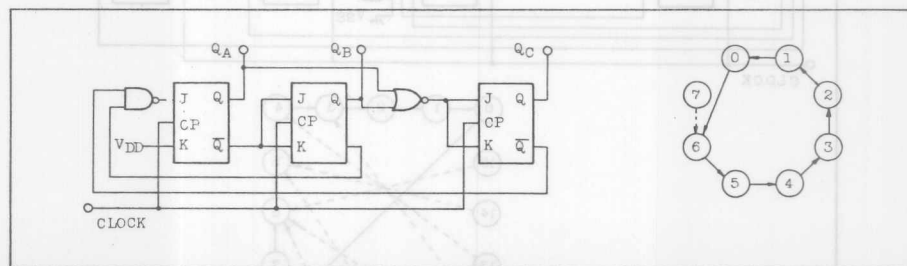 QA QB QC
J Q J Q J Q
CP CP CP
VDD K Q K K Q
CLOCK
0 1
7 2
6 3
5 4